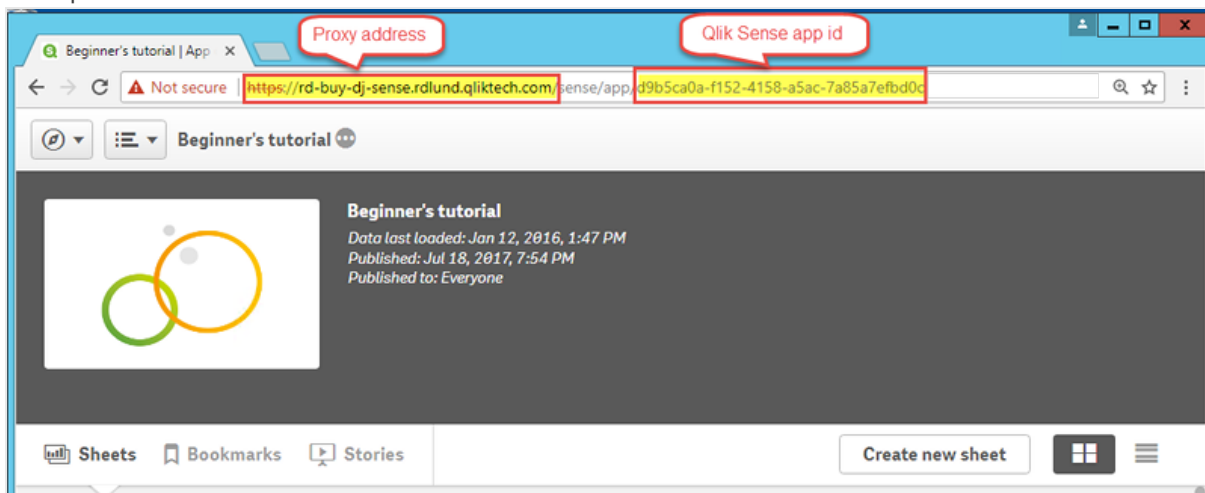 Proxy address
Qlik Sense app id
Beginner's tutorial | App
Not secure | https://rd-buy-dj-sense.rdlund.qliktech.com/sense/app/d9b5ca0a-f152-4158-a5ac-7a85a7efbd0c
Beginner's tutorial
Beginner's tutorial
Data last loaded: Jan 12, 2016, 1:47 PM
Published: Jul 18, 2017, 7:54 PM
Published to: Everyone
Sheets Bookmarks Stories Create new sheet